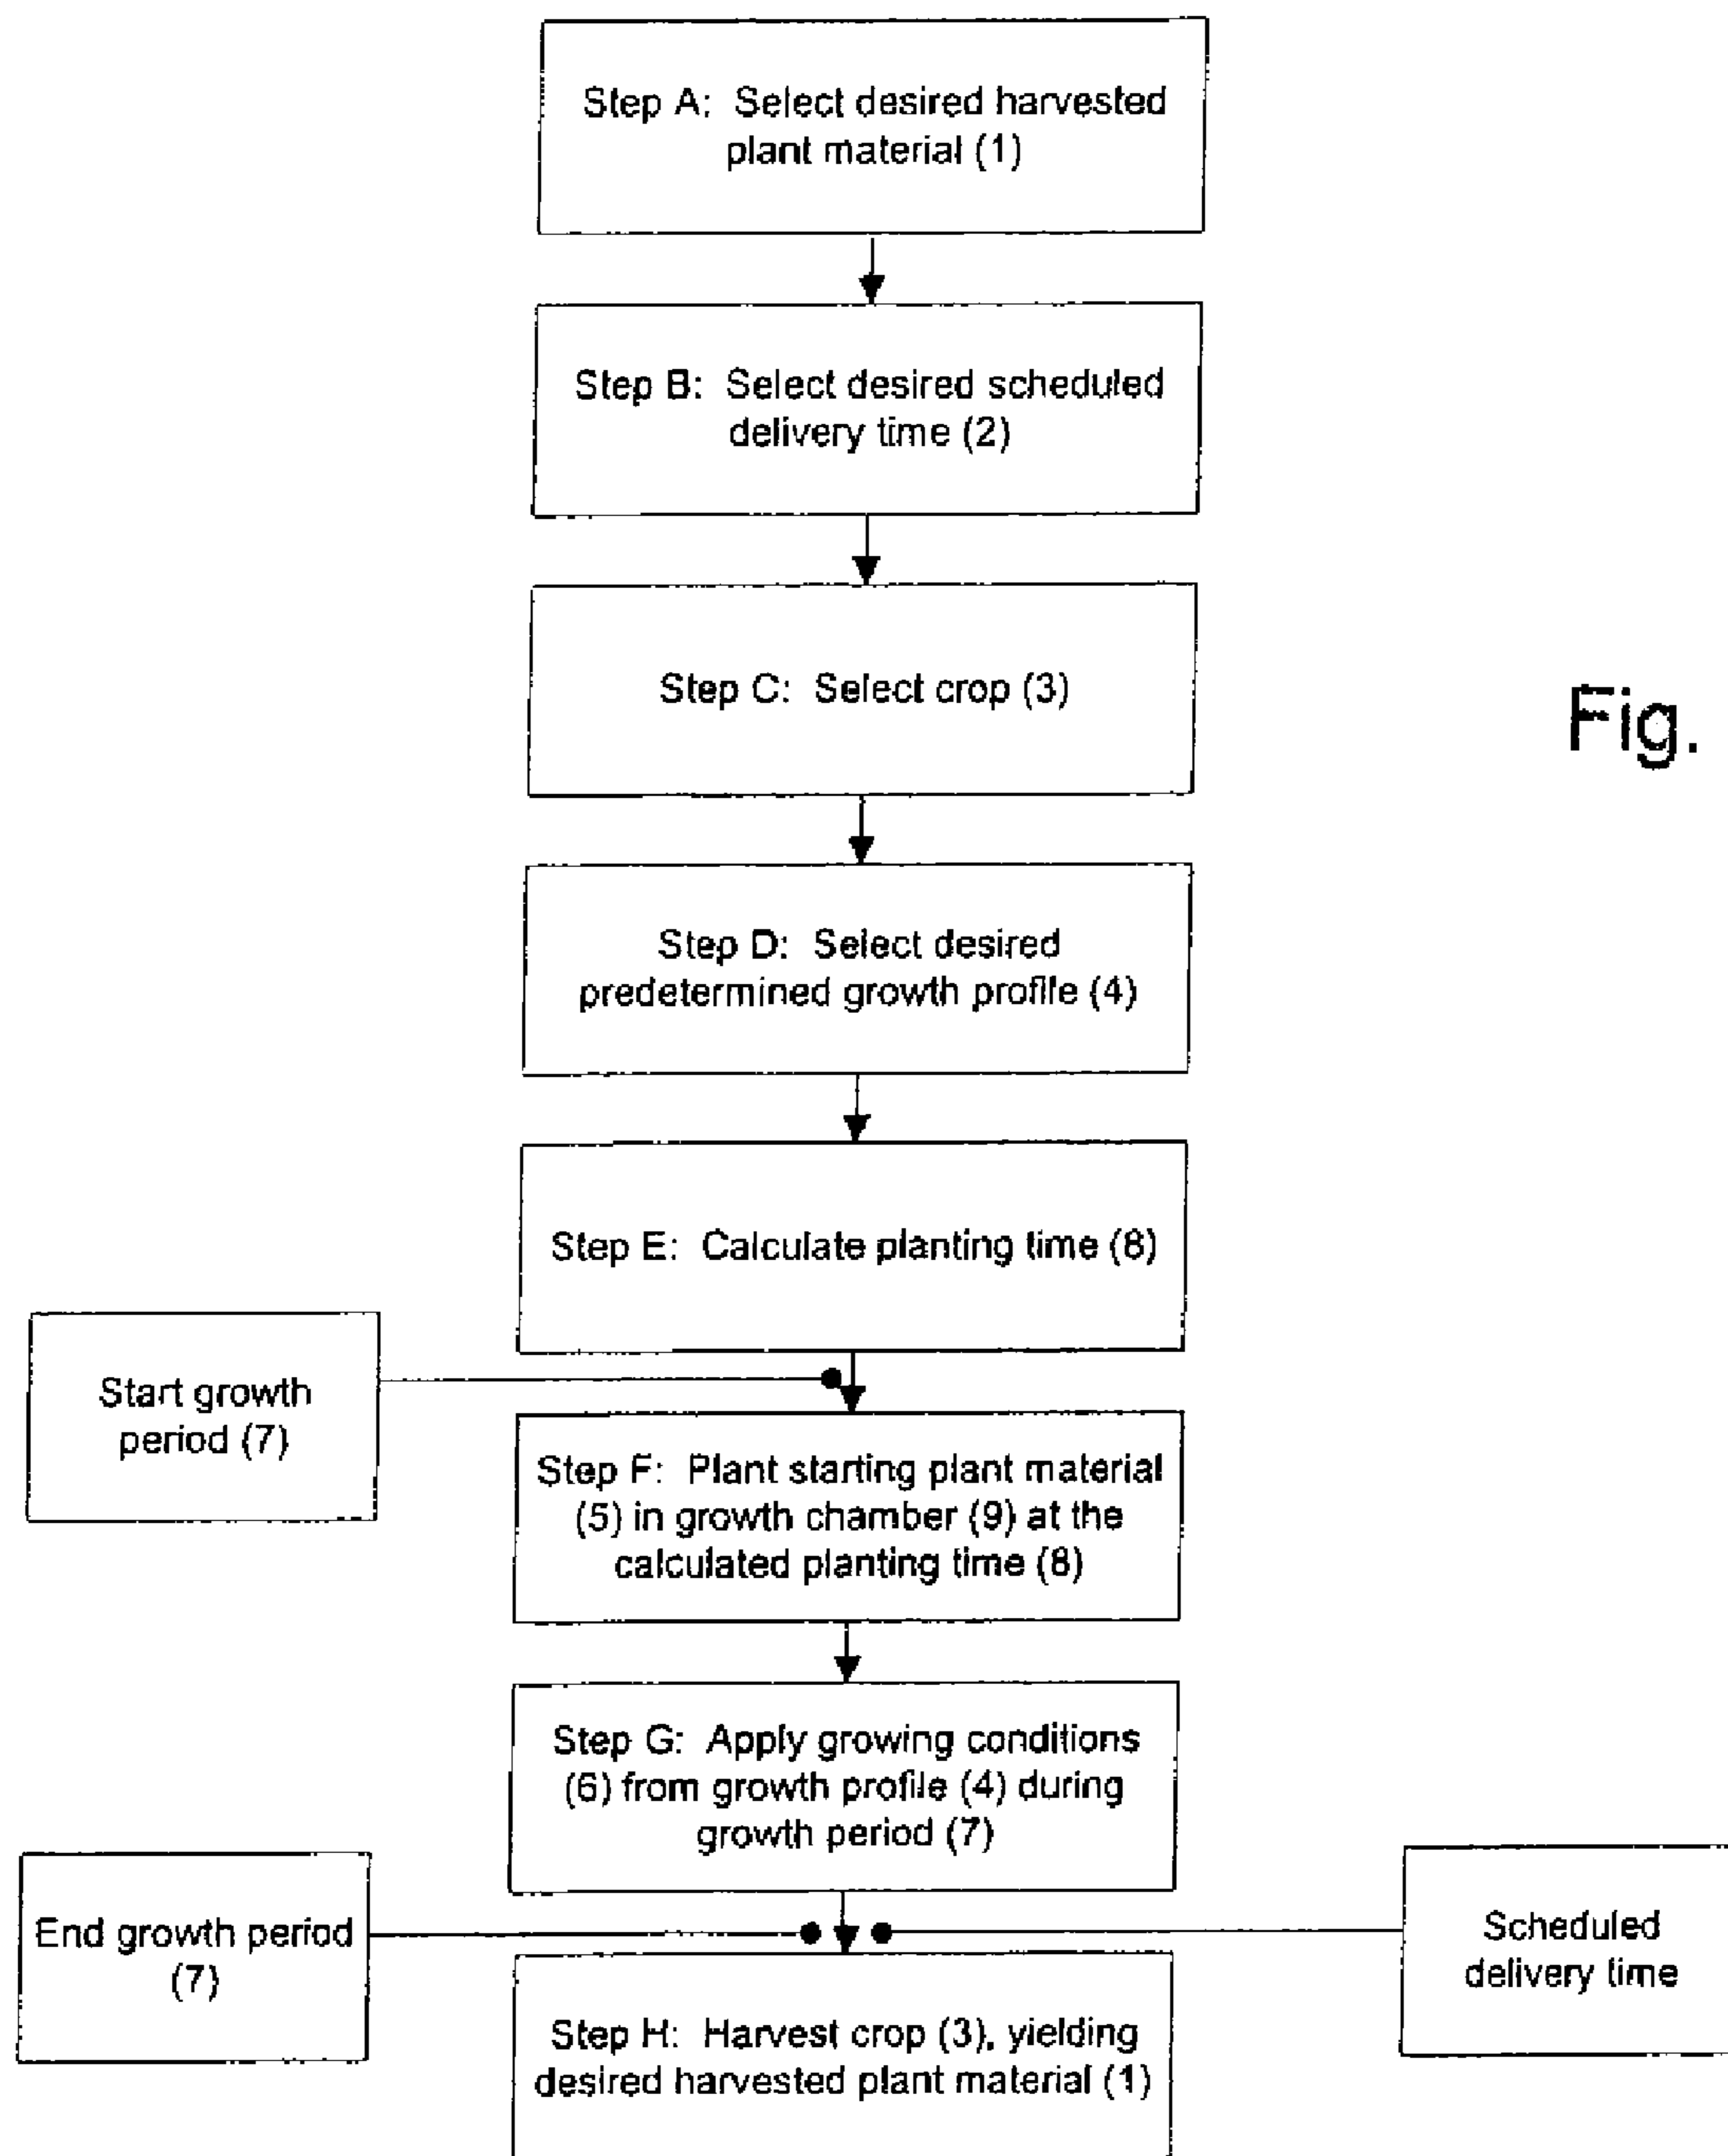 Step A: Select desired harvested
plant material (1)
Step B: Select desired scheduled
delivery time (2)
Step C: Select crop (3)
Fig.
Step D: Select desired
predetermined growth profile (4)
Step E: Calculate planting time (8)
Start growth
period (7)
Step F: Plant starting plant material
(5) in growth chamber (9) at the
calculated planting time (8)
Step G: Apply growing conditions
(6) from growth profile (4) during
growth period (7)
End growth period
(7)
Scheduled
delivery time
Step H: Harvest crop (3), yielding
desired harvested plant material (1)